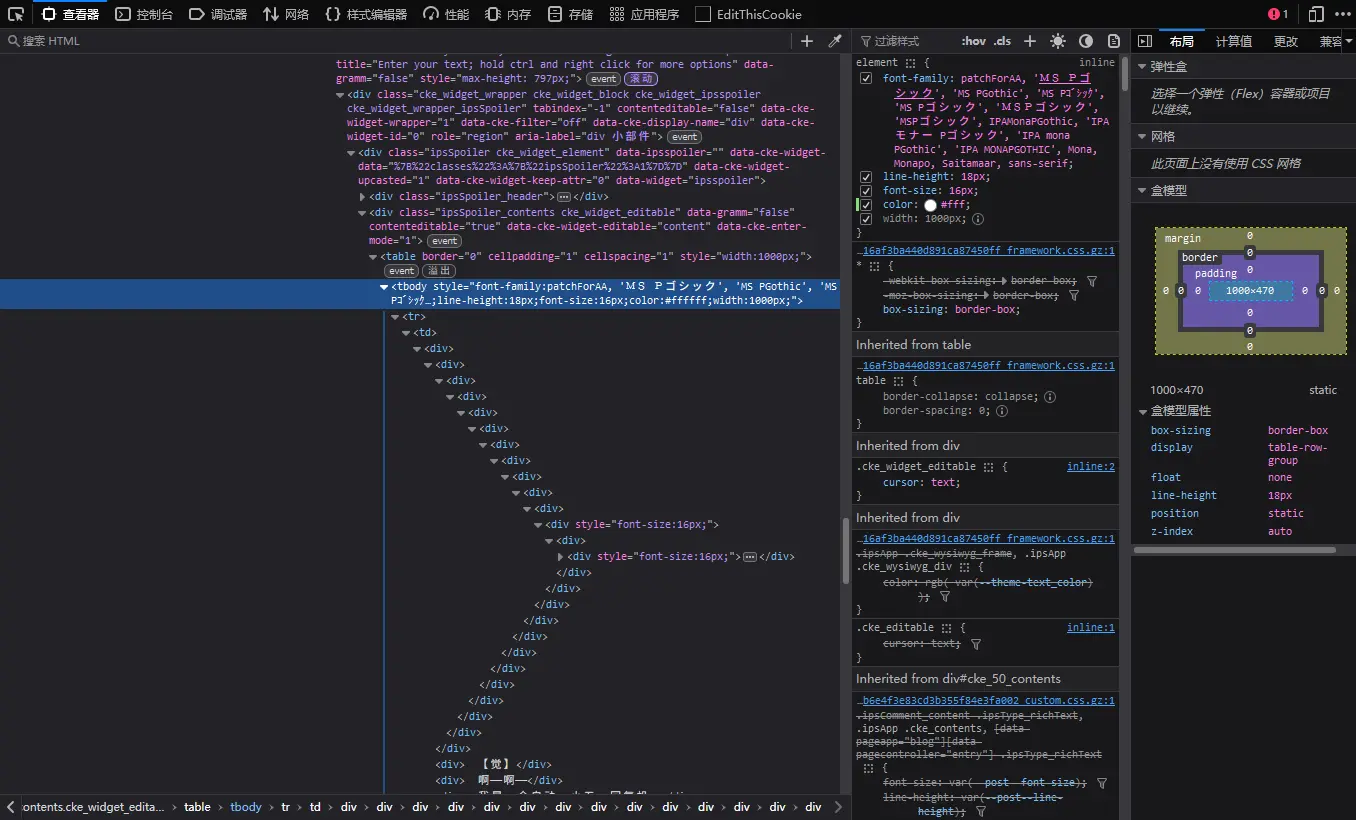 查看器 控制台 调试器 网络 样式编辑器 性能 内存 存储 应用程序 EditThisCookie 1
搜索 HTML
title="Enter your text; hold ctrl and right click for more options" data-
gramm="false" style="max-height: 797px;"> event 滚动
<div class="cke_widget_wrapper cke_widget_block cke_widget_ipsspoiler
cke_widget_wrapper_ipsSpoiler" tabindex="-1" contenteditable="false" data-cke-
widget-wrapper="1" data-cke-filter="off" data-cke-display-name="div" data-cke-
widget-id="0" role="region" aria-label="div 小部件"> event
<div class="ipsSpoiler cke_widget_element" data-ipsspoiler="" data-cke-widget-
data="%7B%22classes%22%3A%7B%22ipsSpoiler%22%3A1%7D%7D" data-cke-widget-
upcasted="1" data-cke-widget-keep-attr="0" data-widget="ipsspoiler">
<div class="ipsSpoiler_header"></div>
<div class="ipsSpoiler_contents cke_widget_editable" data-gramm="false"
contenteditable="true" data-cke-widget-editable="content" data-cke-enter-
mode="1"> event
<table border="0" cellpadding="1" cellspacing="1" style="width:1000px;">
event 溢出
<tbody style="font-family:patchForAA, 'ＭＳ Ｐゴシック', 'MS PGothic', 'MS
Pｺﾞｼｯｸ…;line-height:18px;font-size:16px;color:#ffffff;width:1000px;">
<tr>
<td>
<div>
<div>
<div>
<div>
<div>
<div>
<div>
<div>
<div>
<div>
<div>
<div style="font-size:16px;">
<div>
<div style="font-size:16px;"></div>
</div>
</div>
</div>
</div>
</div>
</div>
</div>
</div>
</div>
</div>
</div>
</div>
<div> 【觉】</div>
<div> 啊—啊—</div>
:ontents.cke_widget_edita… › table › tbody › tr › td › div › div › div › div › div › div › div › div › div › div › div › div › div › div
过滤样式 :hov .cls
element { inline
font-family: patchForAA, 'ＭＳ Ｐゴ
シック', 'MS PGothic', 'MS Pｺﾞｼｯｸ',
'MS Pゴシック', 'ＭＳＰゴシック',
'MSPゴシック', IPAMonaPGothic, 'IPA
モナー Pゴシック', 'IPA mona
PGothic', 'IPA MONAPGOTHIC', Mona,
Monapo, Saitamaar, sans-serif;
line-height: 18px;
font-size: 16px;
color: #fff;
width: 1000px;
}
…16af3ba440d891ca87450ff_framework.css.gz:1
* {
-webkit-box-sizing: border-box;
-moz-box-sizing: border-box;
box-sizing: border-box;
}
Inherited from table
…16af3ba440d891ca87450ff_framework.css.gz:1
table {
border-collapse: collapse;
border-spacing: 0;
}
Inherited from div
.cke_widget_editable { inline:2
cursor: text;
}
Inherited from div
…16af3ba440d891ca87450ff_framework.css.gz:1
.ipsApp .cke_wysiwyg_frame, .ipsApp
.cke_wysiwyg_div {
color: rgb( var(--theme-text_color)
);
}
.cke_editable { inline:1
cursor: text;
}
Inherited from div#cke_50_contents
…b6e4f3e83cd3b355f84e3fa002_custom.css.gz:1
.ipsComment_content .ipsType_richText,
.ipsApp .cke_contents, [data-
pageapp="blog"][data-
pagecontroller="entry"] .ipsType_richText
{
font-size: var(--post--font-size);
line-height: var(--post--line-
height);
布局 计算值 更改 兼容
弹性盒
选择一个弹性（Flex）容器或项目
以继续。
网格
此页面上没有使用 CSS 网格
盒模型
margin 0
border 0
padding 0
0 0 0 1000×470 0 0 0
0
0
0
1000×470 static
盒模型属性
box-sizing border-box
display table-row-
group
float none
line-height 18px
position static
z-index auto